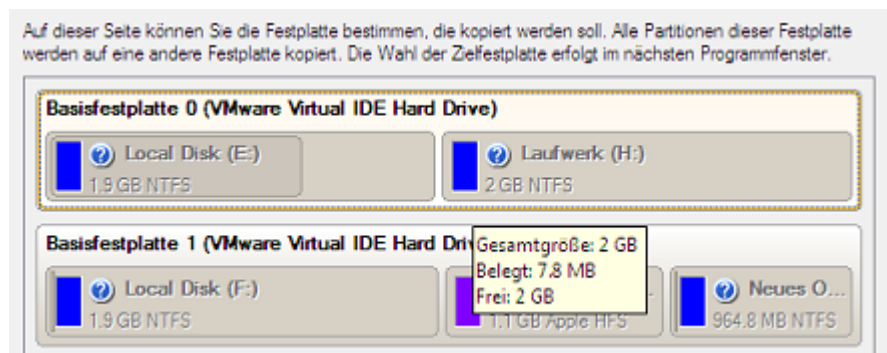 Auf dieser Seite können Sie die Festplatte bestimmen, die kopiert werden soll. Alle Partitionen dieser Festplatte
werden auf eine andere Festplatte kopiert. Die Wahl der Zielfestplatte erfolgt im nächsten Programmfenster.
Basisfestplatte 0 (VMware Virtual IDE Hard Drive)
Local Disk (E:)
1.9 GB NTFS
Laufwerk (H:)
2 GB NTFS
Basisfestplatte 1 (VMware Virtual IDE Hard
Gesamtgröße: 2 GB
Belegt: 7.8 MB
Frei: 2 GB
Local Disk (F:)
1.9 GB NTFS
1.1 GB Apple HFS
Neues O...
964.8 MB NTFS